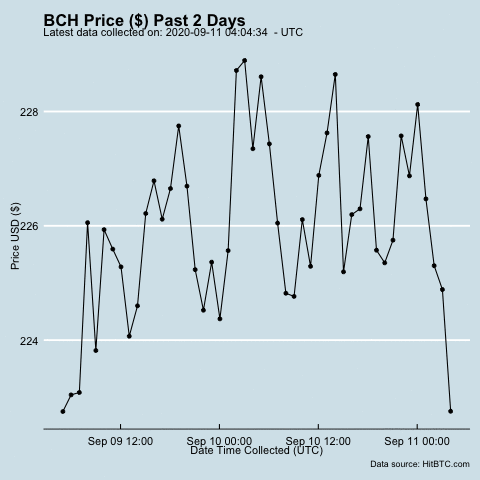 BCH Price ($) Past 2 Days
Latest data collected on: 2020-09-11 04:04:34 - UTC
228
226
224
Price USD ($)
Sep 09 12:00 Sep 10 00:00 Sep 10 12:00 Sep 11 00:00
Date Time Collected (UTC)
Data source: HitBTC.com